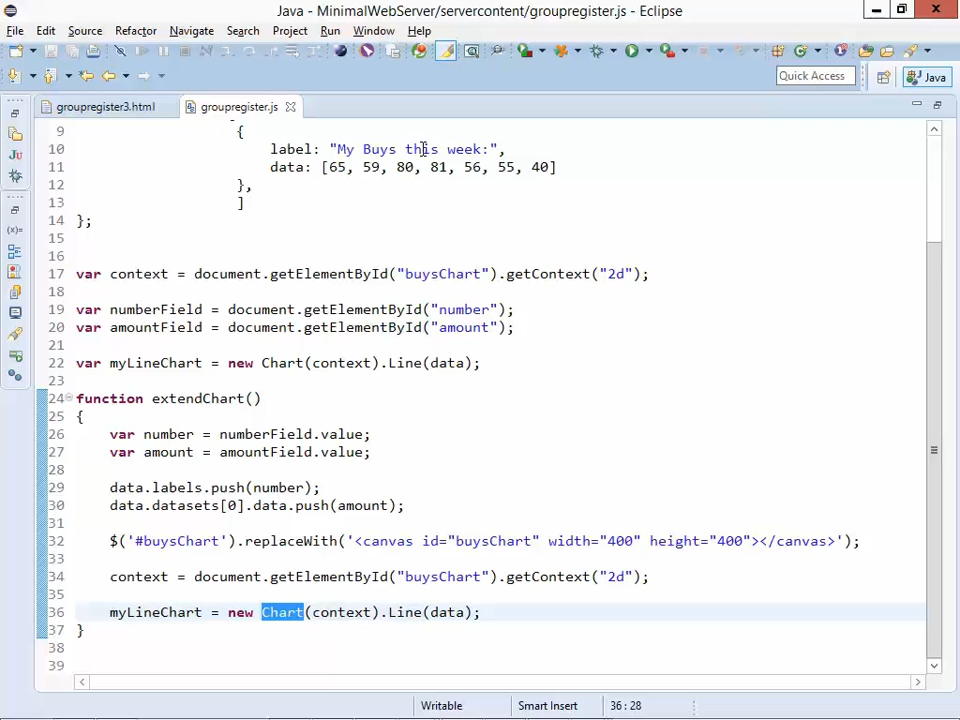 Java - MinimalWebServer/servercontent/groupregister.js - Eclipse
File Edit Source Refactor Navigate Search Project Run Window Help
Quick Access Java
groupregister3.html groupregister.js
9 {
10 label: "My Buys this week:",
11 data: [65, 59, 80, 81, 56, 55, 40]
12 },
13 ]
14 };
15
16
17 var context = document.getElementById("buysChart").getContext("2d");
18
19 var numberField = document.getElementById("number");
20 var amountField = document.getElementById("amount");
21
22 var myLineChart = new Chart(context).Line(data);
23
24 function extendChart()
25 {
26 var number = numberField.value;
27 var amount = amountField.value;
28
29 data.labels.push(number);
30 data.datasets[0].data.push(amount);
31
32 $('#buysChart').replaceWith('<canvas id="buysChart" width="400" height="400"></canvas>');
33
34 context = document.getElementById("buysChart").getContext("2d");
35
36 myLineChart = new Chart(context).Line(data);
37 }
38
39
Writable Smart Insert 36 : 28